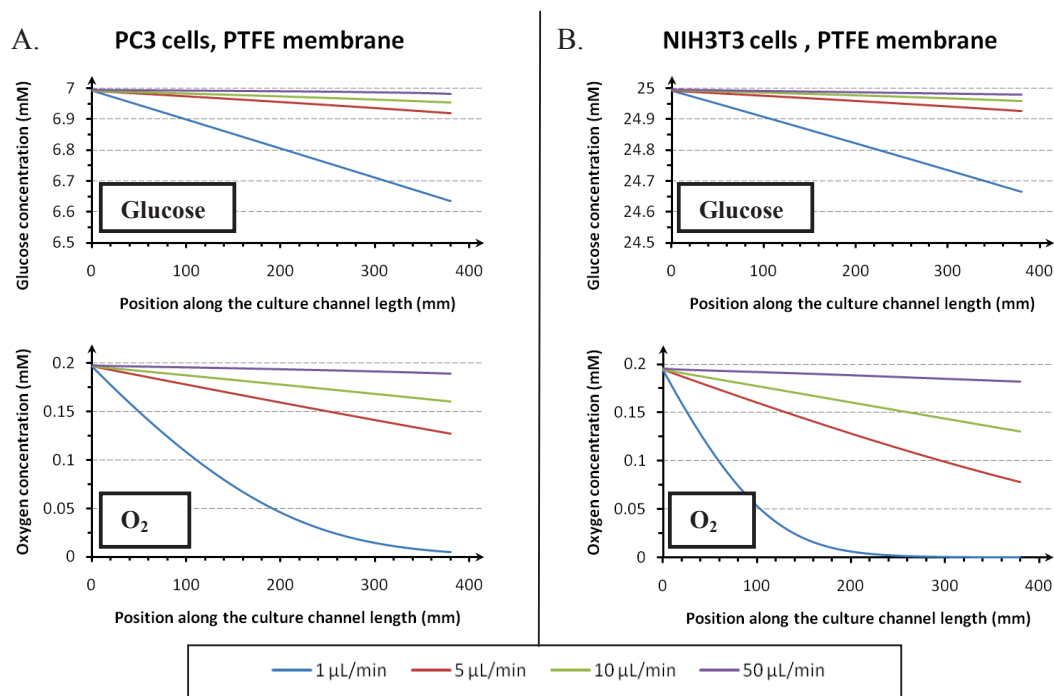 A.
PC3 cells, PTFE membrane
Glucose concentration (mM)
7
6.9
6.8
6.7
6.6
6.5
Glucose
0
100
200
300
400
Position along the culture channel legth (mm)
Oxygen concentration (mM)
0.2
0.15
0.1
0.05
0
O₂
0
100
200
300
400
Position along the culture channel length (mm)
B.
NIH3T3 cells , PTFE membrane
Glucose concentration (mM)
25
24.9
24.8
24.7
24.6
24.5
Glucose
0
100
200
300
400
Position along the culture channel length (mm)
Oxygen concentration (mM)
0.2
0.15
0.1
0.05
0
O₂
0
100
200
300
400
Position along the culture channel length (mm)
1 µL/min 5 µL/min 10 µL/min 50 µL/min